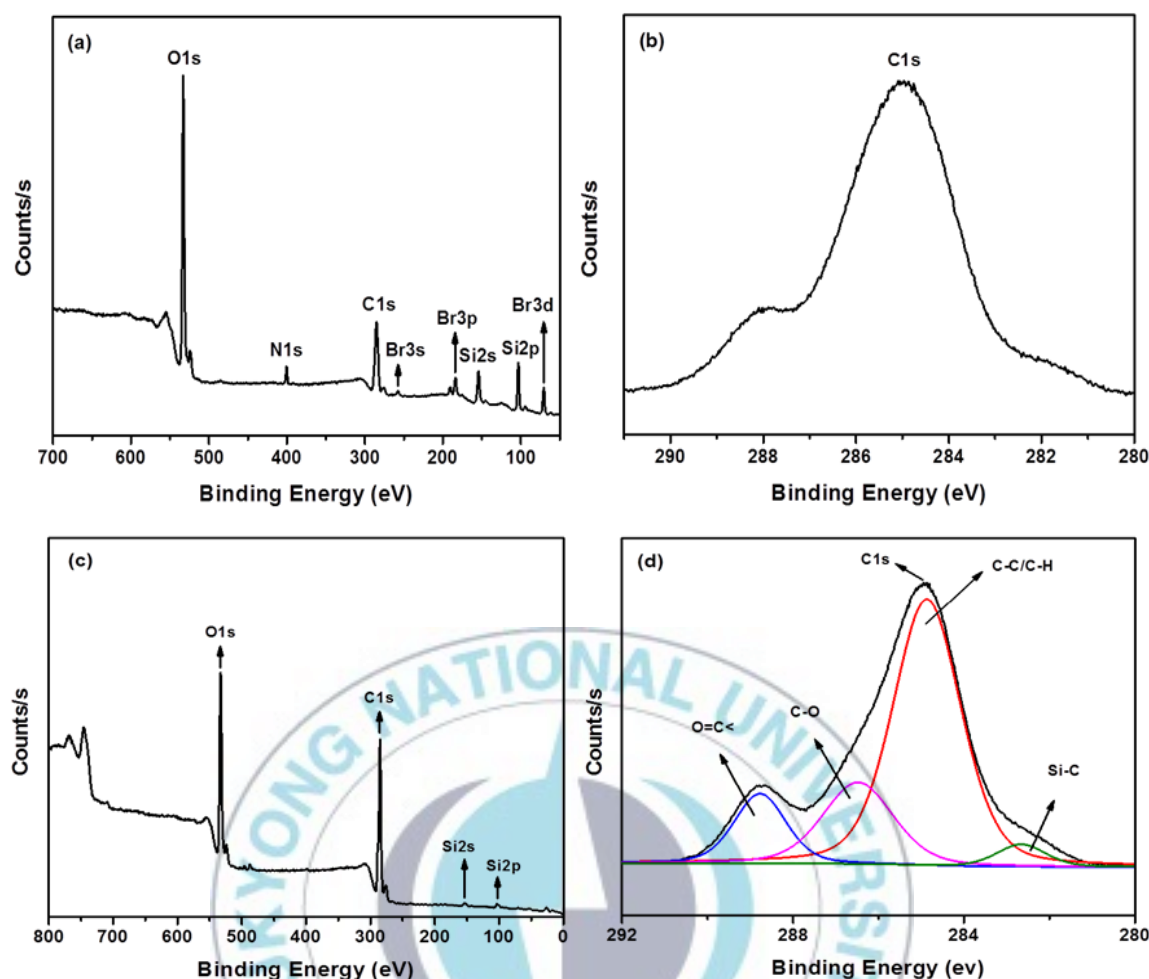 (a)
O1s
N1s
C1s
Br3s
Br3p
Si2s
Si2p
Br3d
Counts/s
700 600 500 400 300 200 100
Binding Energy (eV)
(b)
C1s
Counts/s
290 288 286 284 282 280
Binding Energy (eV)
(c)
O1s
C1s
Si2s
Si2p
Counts/s
800 700 600 500 400 300 200 100 0
Binding Energy (eV)
(d)
C1s
C-C/C-H
C-O
O=C<
Si-C
Counts/s
292 288 284 280
Binding Energy (ev)
UKYONG NATIONAL UNIVERSI